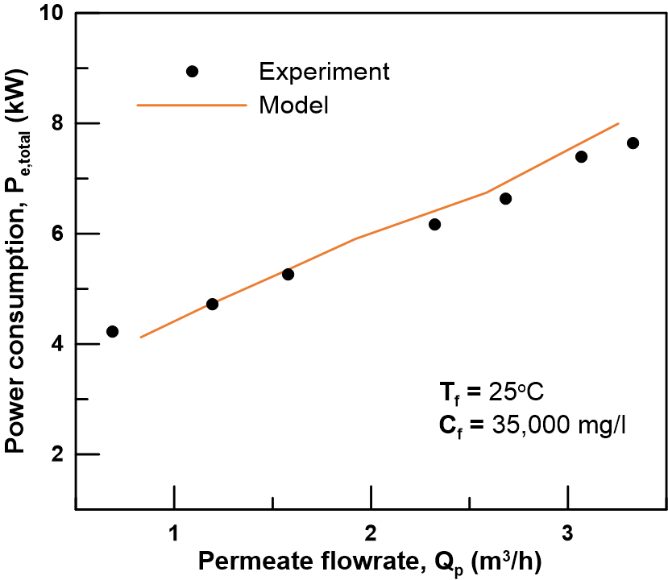 10
8
6
4
2
Power consumption, P_e,total (kW)
Experiment
Model
T_f = 25°C
C_f = 35,000 mg/l
1 2 3
Permeate flowrate, Q_p (m³/h)